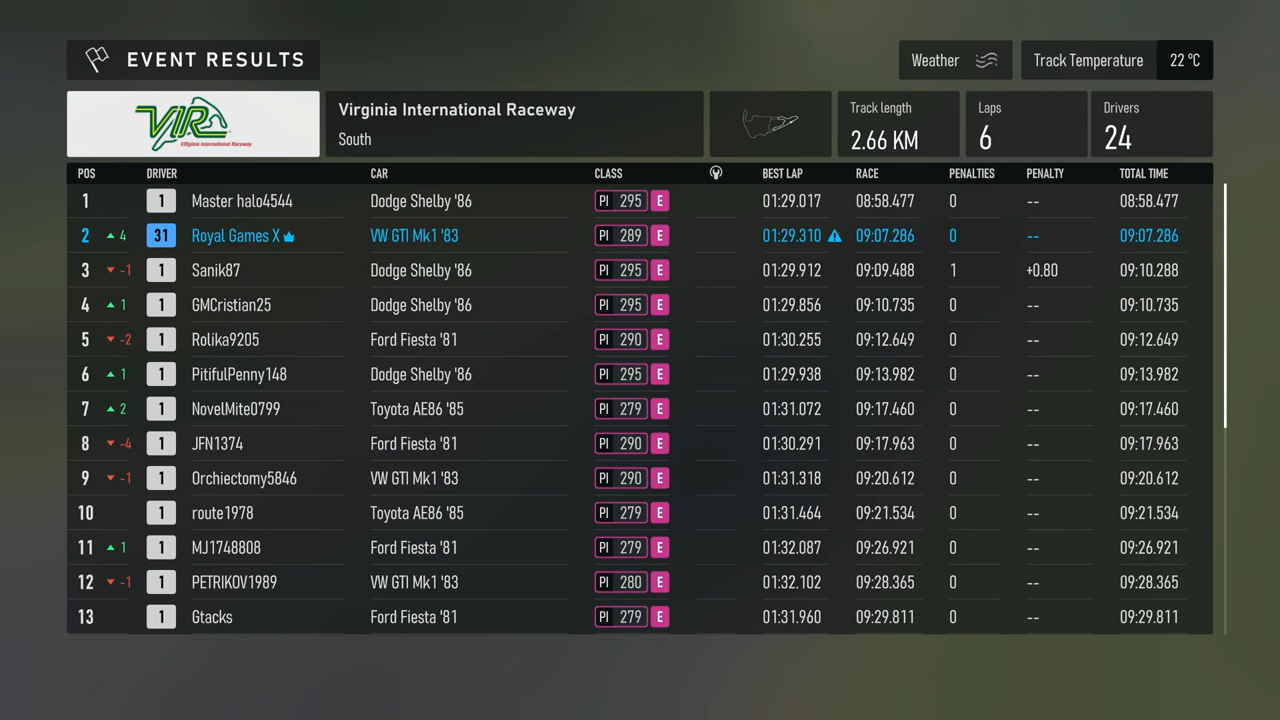 EVENT RESULTS
Weather
Track Temperature 22 ºC
VIR
Virginia International Raceway
Virginia International Raceway
South
Track length
2.66 KM
Laps
6
Drivers
24
POS DRIVER CAR CLASS BEST LAP RACE PENALTIES PENALTY TOTAL TIME
1 1 Master halo4544 Dodge Shelby '86 PI 295 E 01:29.017 08:58.477 0 -- 08:58.477
2 4 31 Royal Games X VW GTI Mk1 '83 PI 289 E 01:29.310 09:07.286 0 -- 09:07.286
3 -1 1 Sanik87 Dodge Shelby '86 PI 295 E 01:29.912 09:09.488 1 +0.80 09:10.288
4 1 1 GMCristian25 Dodge Shelby '86 PI 295 E 01:29.856 09:10.735 0 -- 09:10.735
5 -2 1 Rolika9205 Ford Fiesta '81 PI 290 E 01:30.255 09:12.649 0 -- 09:12.649
6 1 1 PitifulPenny148 Dodge Shelby '86 PI 295 E 01:29.938 09:13.982 0 -- 09:13.982
7 2 1 NovelMite0799 Toyota AE86 '85 PI 279 E 01:31.072 09:17.460 0 -- 09:17.460
8 -4 1 JFN1374 Ford Fiesta '81 PI 290 E 01:30.291 09:17.963 0 -- 09:17.963
9 -1 1 Orchiectomy5846 VW GTI Mk1 '83 PI 290 E 01:31.318 09:20.612 0 -- 09:20.612
10 1 route1978 Toyota AE86 '85 PI 279 E 01:31.464 09:21.534 0 -- 09:21.534
11 1 1 MJ1748808 Ford Fiesta '81 PI 279 E 01:32.087 09:26.921 0 -- 09:26.921
12 -1 1 PETRIKOV1989 VW GTI Mk1 '83 PI 280 E 01:32.102 09:28.365 0 -- 09:28.365
13 1 Gtacks Ford Fiesta '81 PI 279 E 01:31.960 09:29.811 0 -- 09:29.811